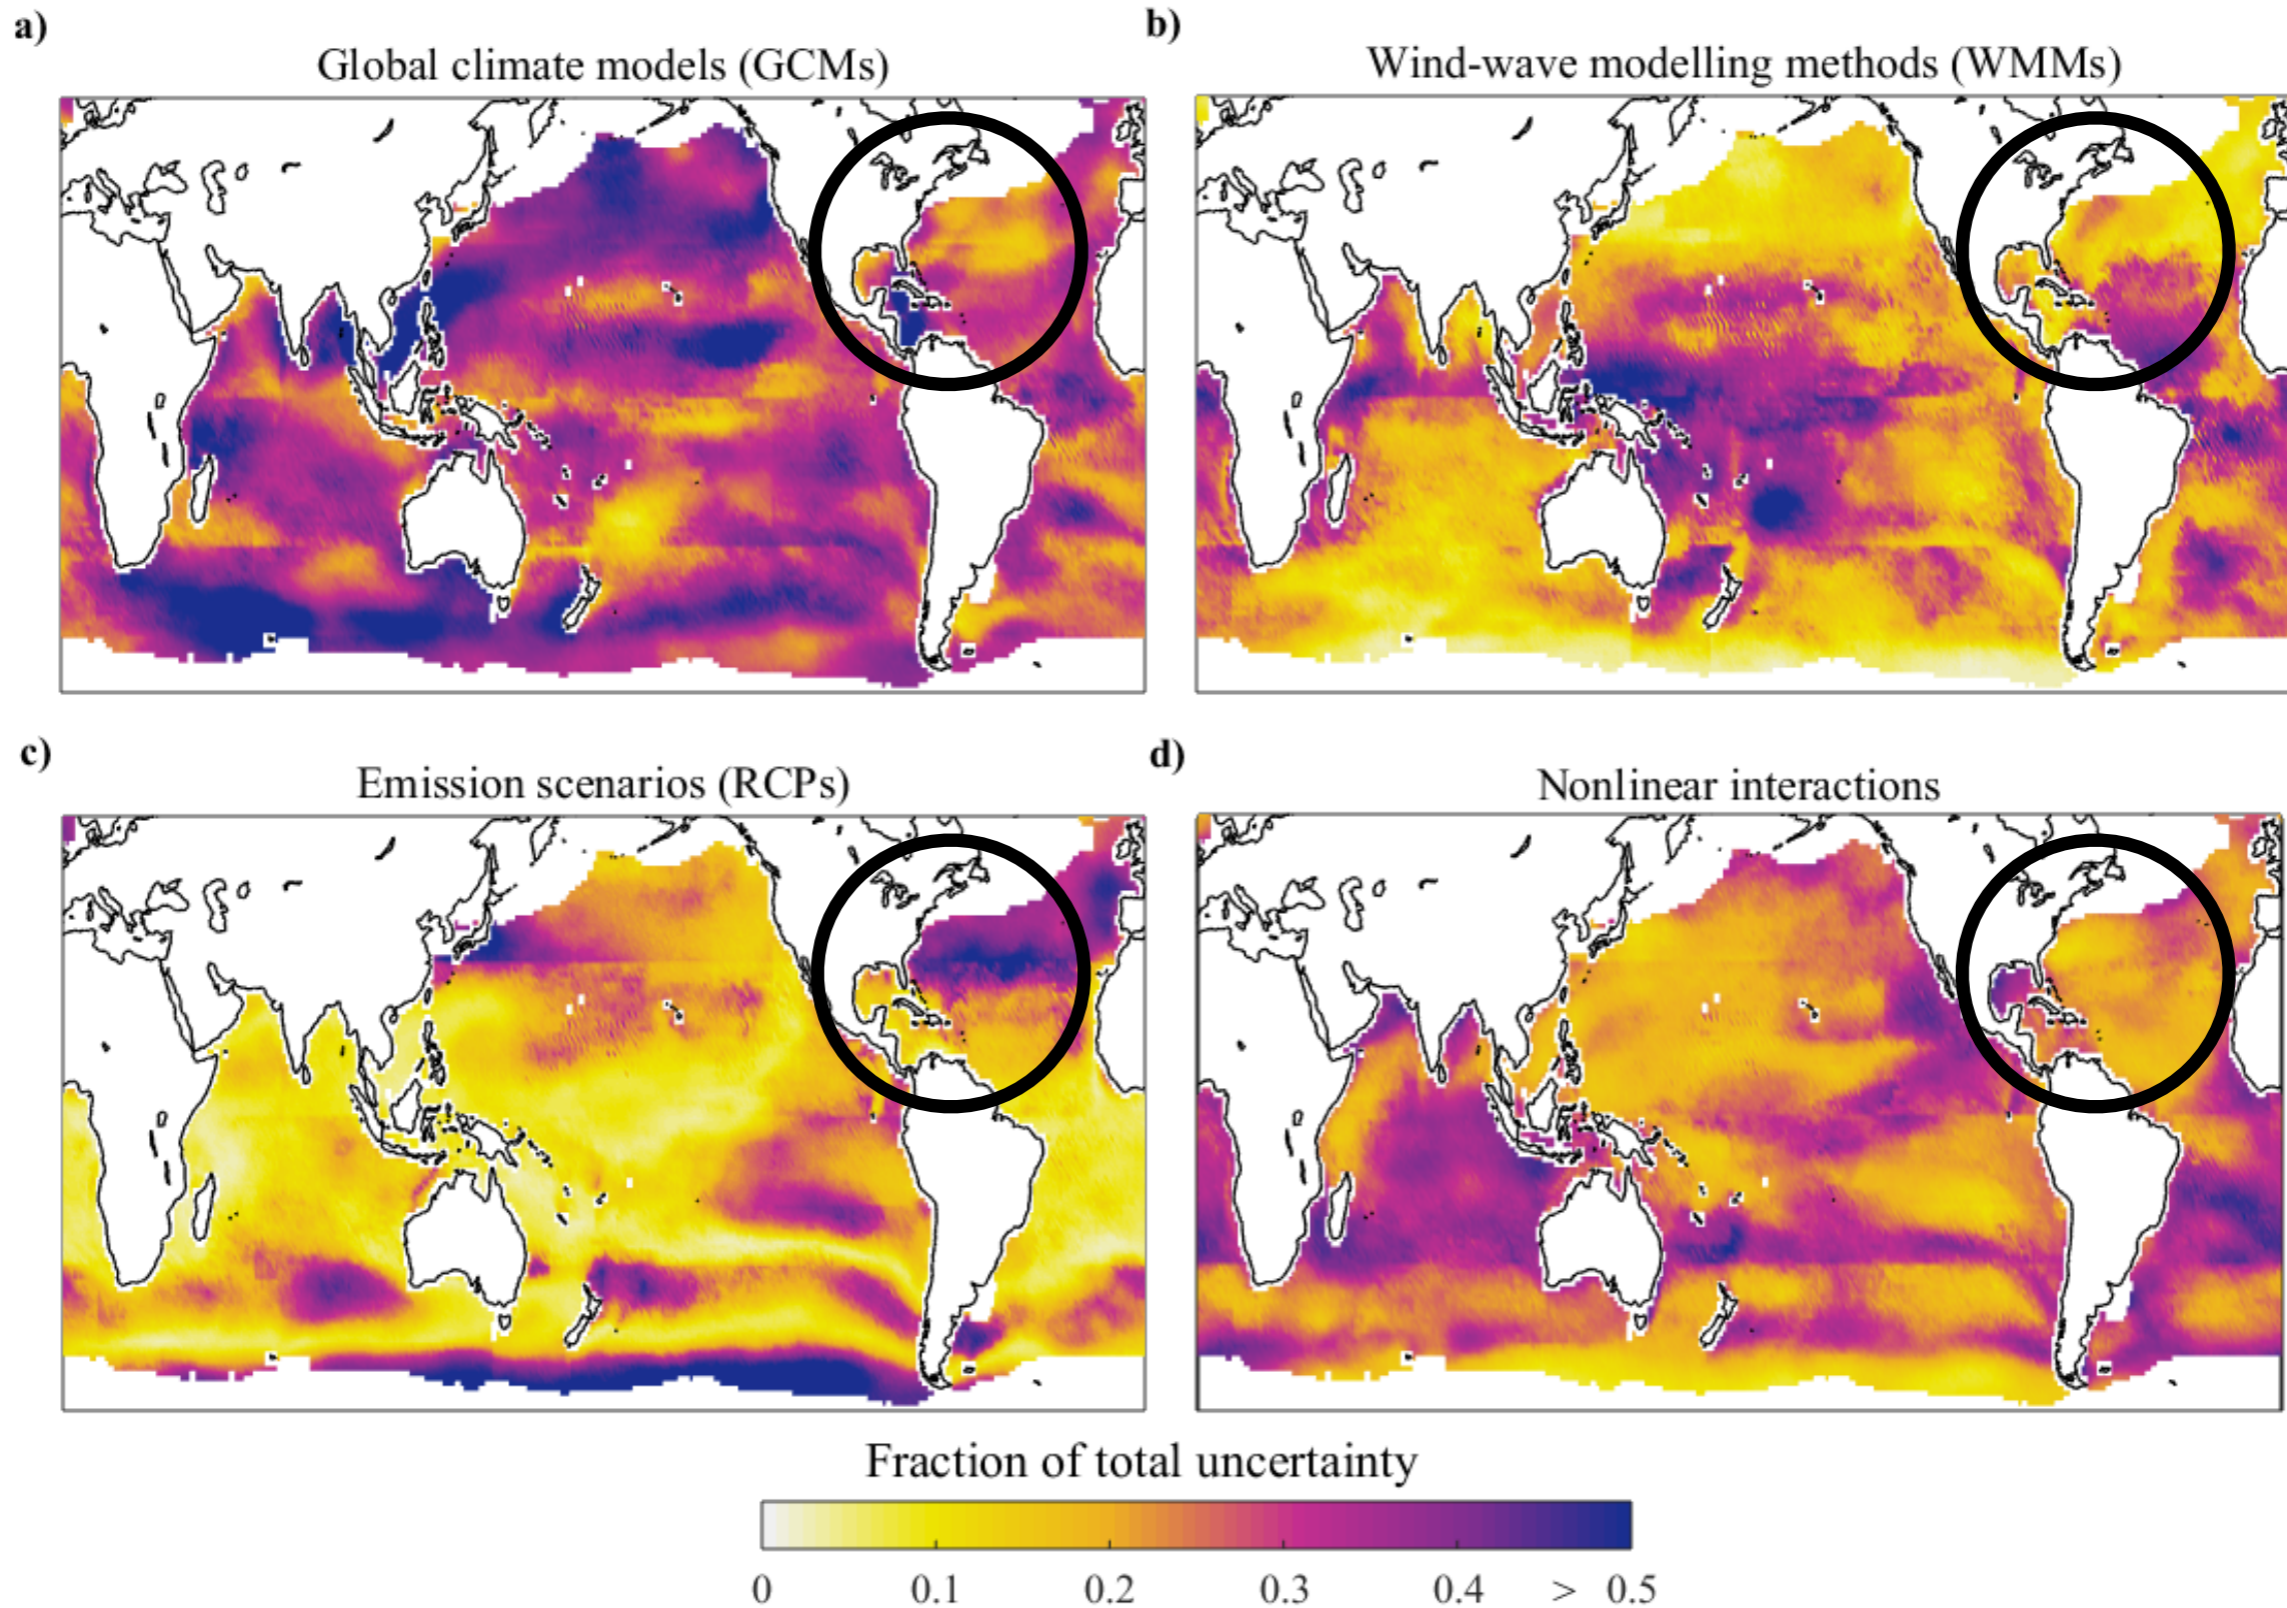 a)
Global climate models (GCMs)
b)
Wind-wave modelling methods (WMMs)
c)
Emission scenarios (RCPs)
d)
Nonlinear interactions
Fraction of total uncertainty
0 0.1 0.2 0.3 0.4 > 0.5